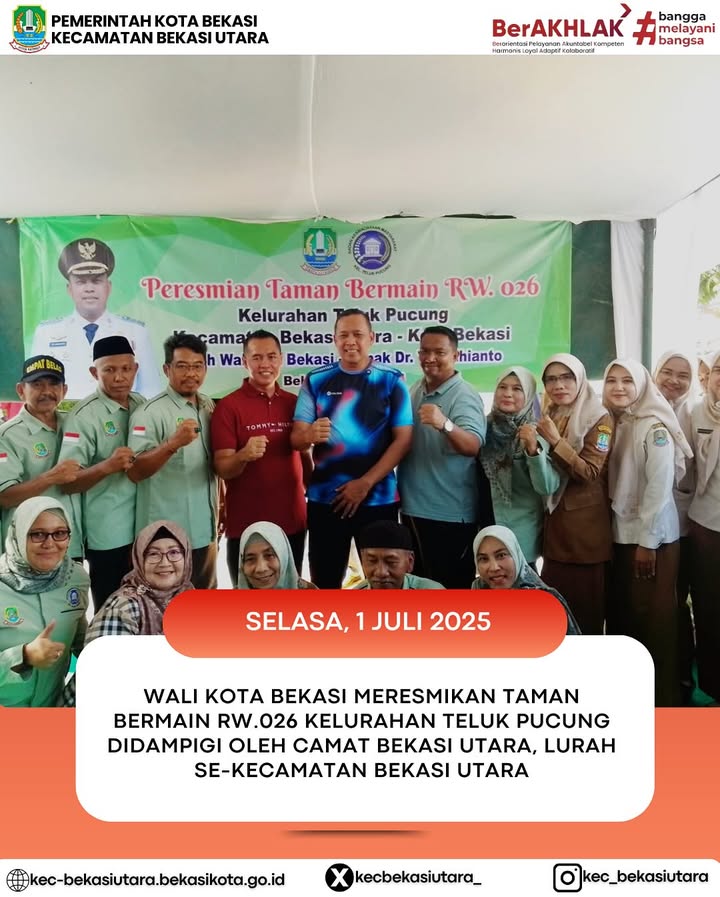 PEMERINTAH KOTA BEKASI
KECAMATAN BEKASI UTARA
BerAKHLAK
Berorientasi Pelayanan Akuntabel Kompeten
Harmonis Loyal Adaptif Kolaboratif
#bangga
melayani
bangsa
Peresmian Taman Bermain RW. 026
Kelurahan Teluk Pucung
Bekasi
Bekasi
EMPAT BELAS
TOMMY
SELASA, 1 JULI 2025
WALI KOTA BEKASI MERESMIKAN TAMAN
BERMAIN RW.026 KELURAHAN TELUK PUCUNG
DIDAMPIGI OLEH CAMAT BEKASI UTARA, LURAH
SE-KECAMATAN BEKASI UTARA
kec-bekasiutara.bekasikota.go.id
kecbekasiutara_
kec_bekasiutara